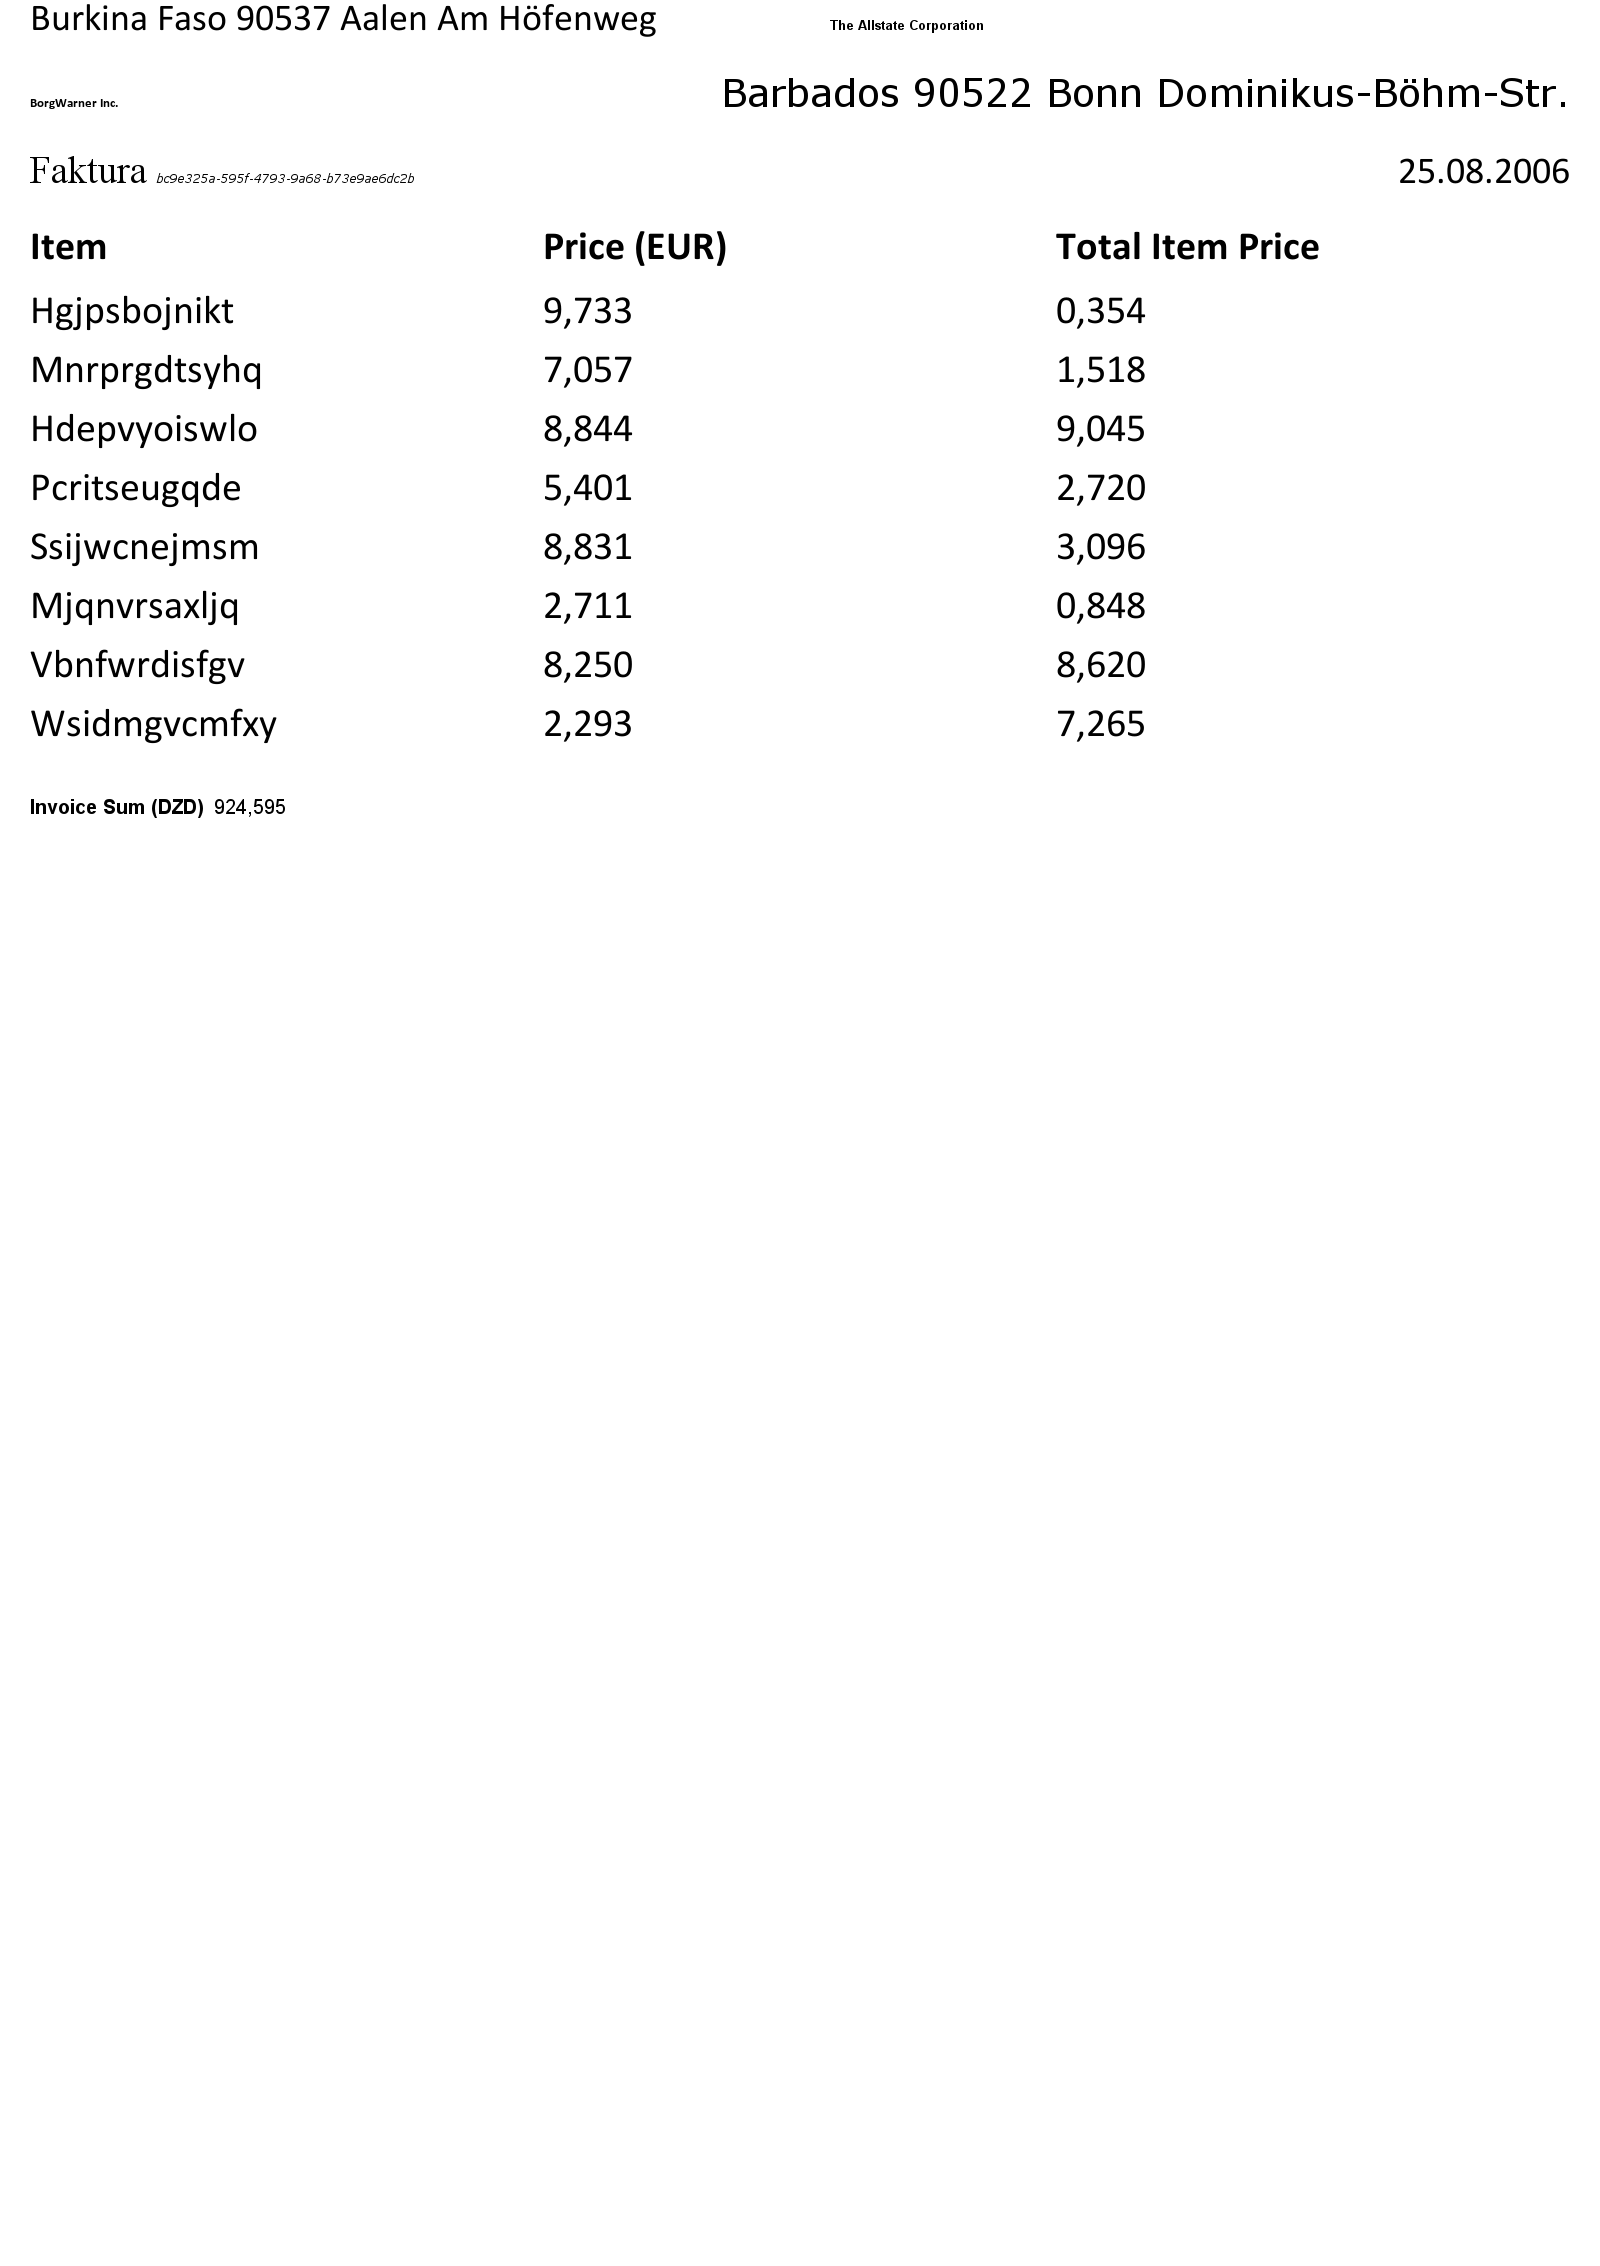 Burkina Faso 90537 Aalen Am Höfenweg The Allstate Corporation
BorgWarner Inc. Barbados 90522 Bonn Dominikus-Böhm-Str.
Faktura bc9e325a-595f-4793-9a68-b73e9ae6dc2b 25.08.2006
Item Price (EUR) Total Item Price
Hgjpsbojnikt 9,733 0,354
Mnrprgdtsyhq 7,057 1,518
Hdepvyoiswlo 8,844 9,045
Pcritseugqde 5,401 2,720
Ssijwcnejmsm 8,831 3,096
Mjqnvrsaxljq 2,711 0,848
Vbnfwrdisfgv 8,250 8,620
Wsidmgvcmfxy 2,293 7,265
Invoice Sum (DZD) 924,595